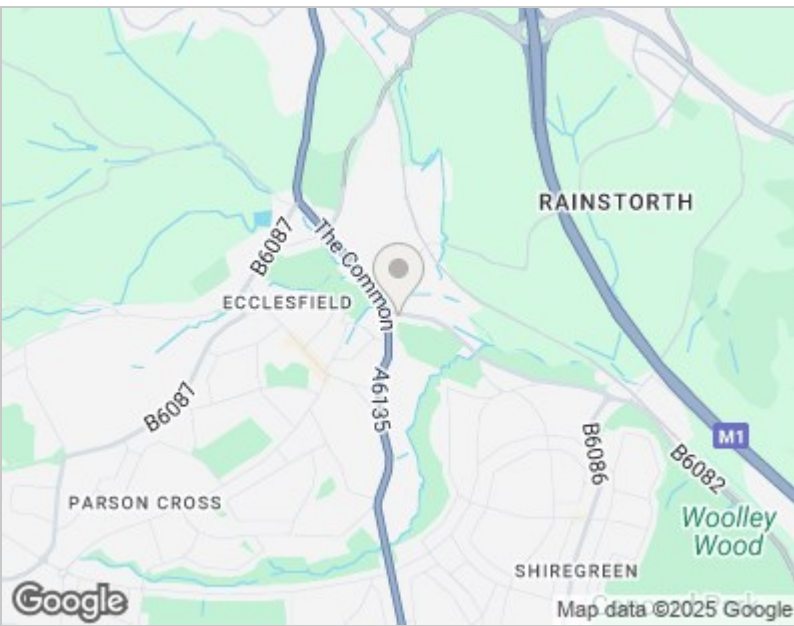 RAINSTORTH
B6087
The Common
ECCLESFIELD
A6135
B6087
B6086
M1
B6082
PARSON CROSS
Woolley
Wood
SHIREGREEN
Google
Map data ©2025 Google